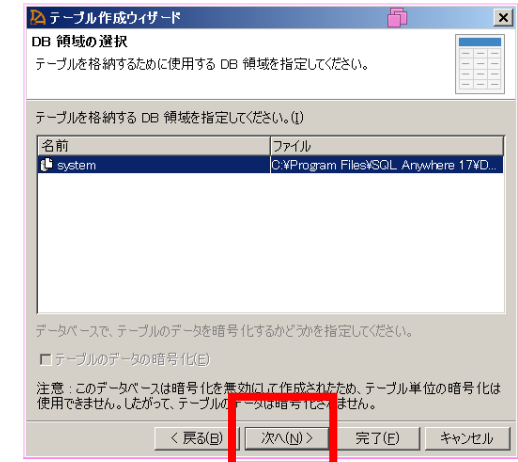 テーブル作成ウィザード
DB 領域の選択
テーブルを格納するために使用する DB 領域を指定してください。
テーブルを格納する DB 領域を指定してください。(I)
名前 ファイル
system C:¥Program Files¥SQL Anywhere 17¥D...
データベースで、テーブルのデータを暗号化するかどうかを指定してください。
テーブルのデータの暗号化(E)
注意 : このデータベースは暗号化を無効にして作成されたため、テーブル単位の暗号化は
使用できません。したがって、テーブルのデータは暗号化されません。
< 戻る(B) 次へ(N) > 完了(F) キャンセル